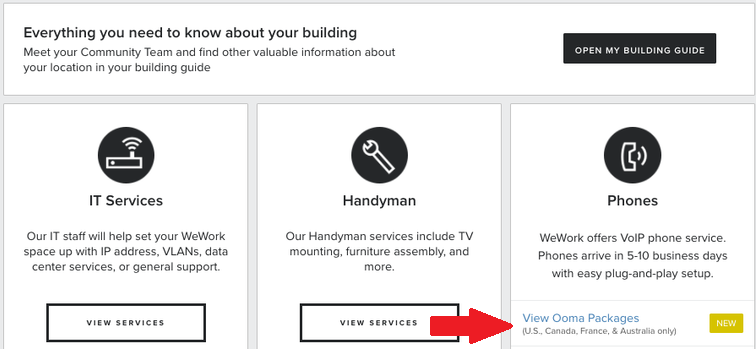 Everything you need to know about your building
Meet your Community Team and find other valuable information about
your location in your building guide
OPEN MY BUILDING GUIDE
IT Services
Our IT staff will help set your WeWork
space up with IP address, VLANs, data
center services, or general support.
VIEW SERVICES
Handyman
Our Handyman services include TV
mounting, furniture assembly, and
more.
VIEW SERVICES
Phones
WeWork offers VoIP phone service.
Phones arrive in 5-10 business days
with easy plug-and-play setup.
View Ooma Packages
(U.S., Canada, France, & Australia only)
NEW